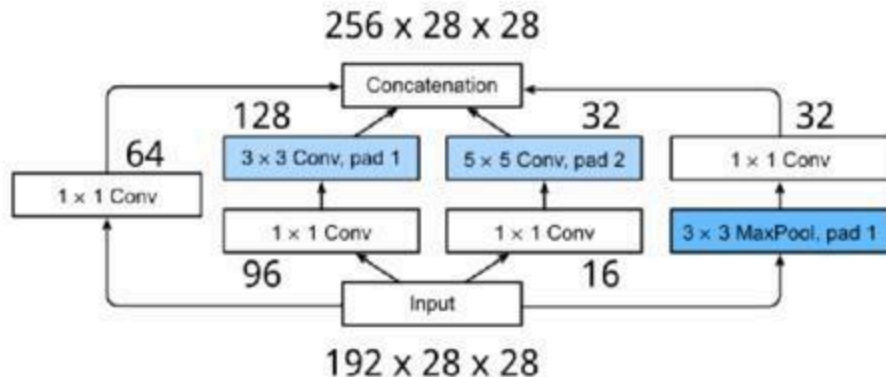 256 x 28 x 28
Concatenation
128
32
32
64
3 × 3 Conv, pad 1
5 × 5 Conv, pad 2
1 × 1 Conv
1 × 1 Conv
1 × 1 Conv
1 × 1 Conv
3 × 3 MaxPool, pad 1
96
16
Input
192 x 28 x 28